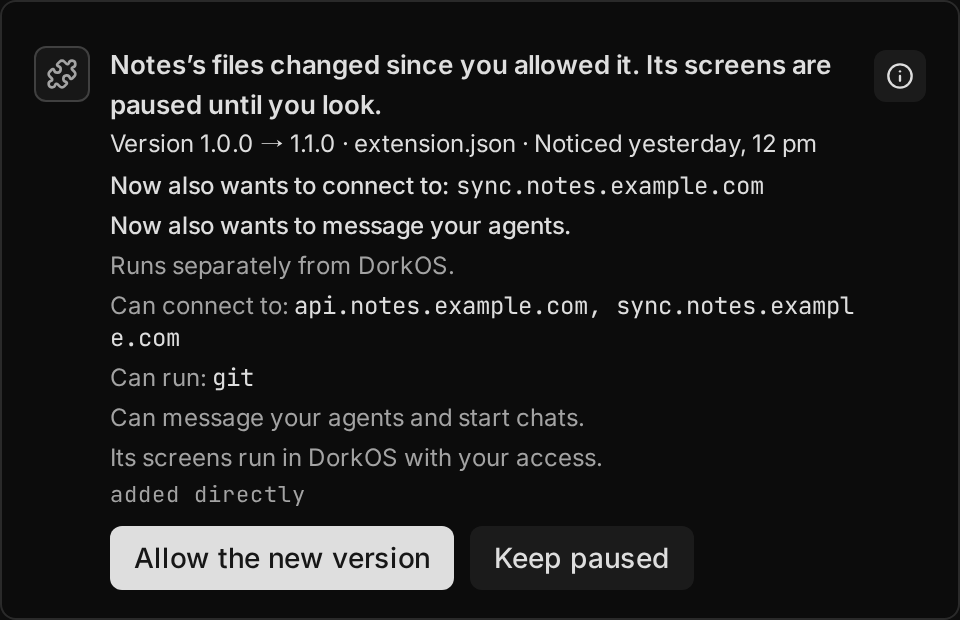 Notes’s files changed since you allowed it. Its screens are
paused until you look.
Version 1.0.0 → 1.1.0 · extension.json · Noticed yesterday, 12 pm
Now also wants to connect to: sync.notes.example.com
Now also wants to message your agents.
Runs separately from DorkOS.
Can connect to: api.notes.example.com, sync.notes.exampl
e.com
Can run: git
Can message your agents and start chats.
Its screens run in DorkOS with your access.
added directly
Allow the new version
Keep paused